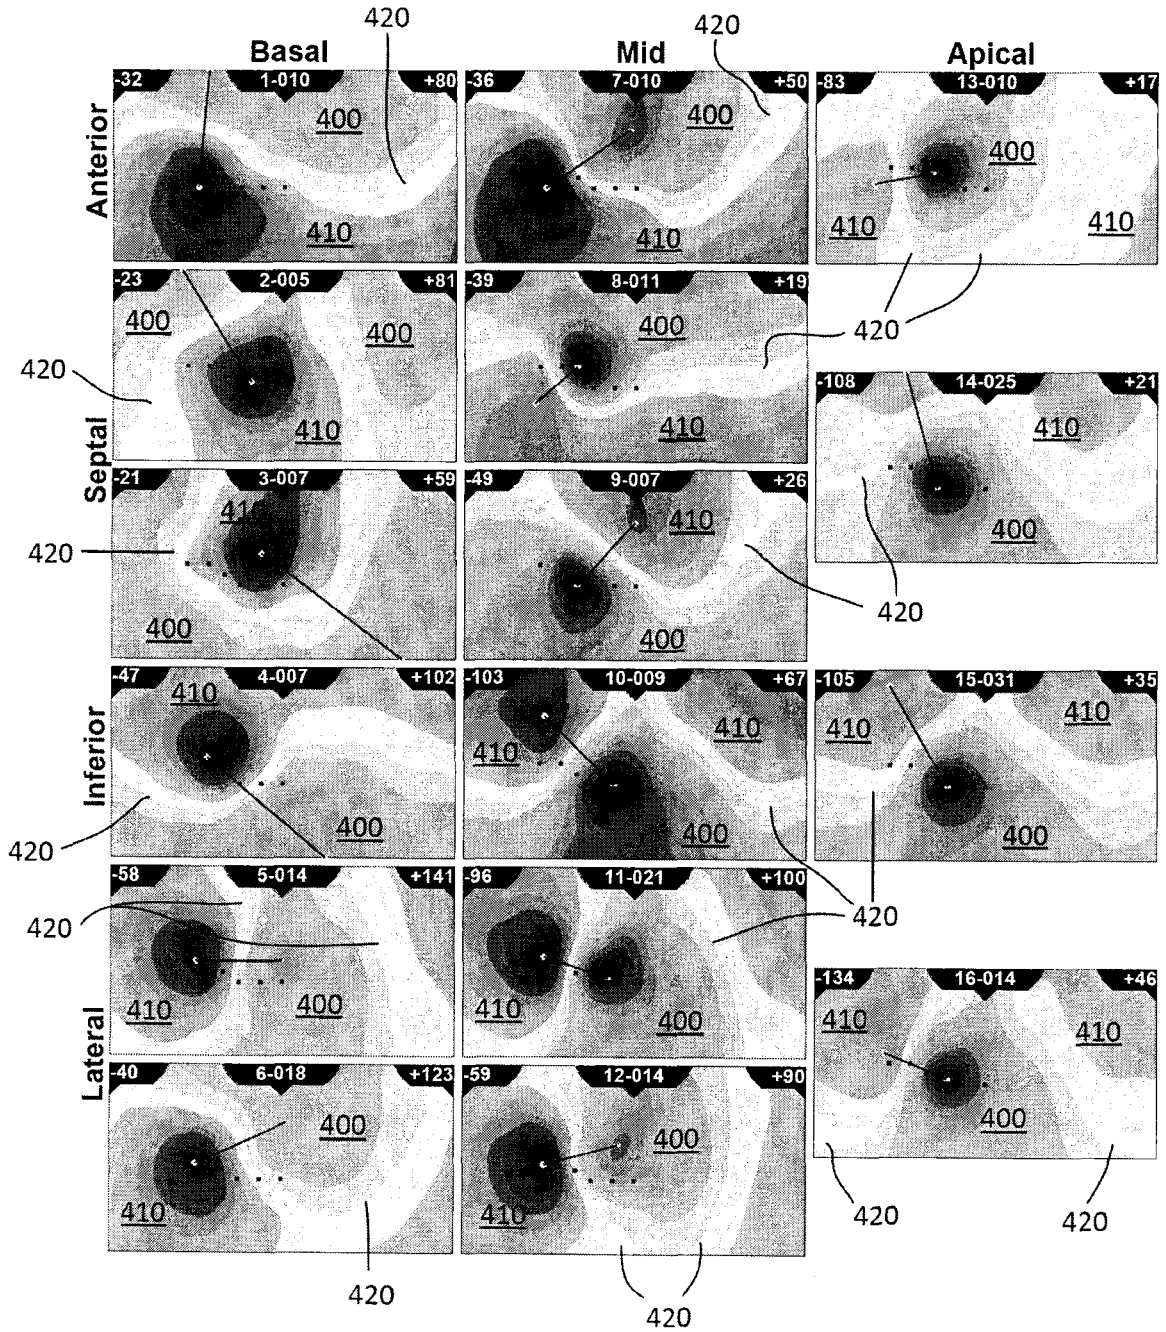 420
420
Basal
Mid
Apical
Anterior
-32 1-010 +80
400
410
-36 7-010 +50
400
410
-83 13-010 +17
400
410
410
420
Septal
-23 2-005 +81
400
400
410
420
-39 8-011 +19
400
410
-108 14-025 +21
410
400
420
-21 3-007 +59
410
400
420
-49 9-007 +26
410
400
Inferior
-47 4-007 +102
410
400
420
-103 10-009 +67
410
410
400
-105 15-031 +35
410
410
400
420
Lateral
-58 5-014 +141
410
400
420
-96 11-021 +100
410
400
-134 16-014 +46
410
410
400
420
420
-40 6-018 +123
400
410
420
-59 12-014 +90
400
410
420